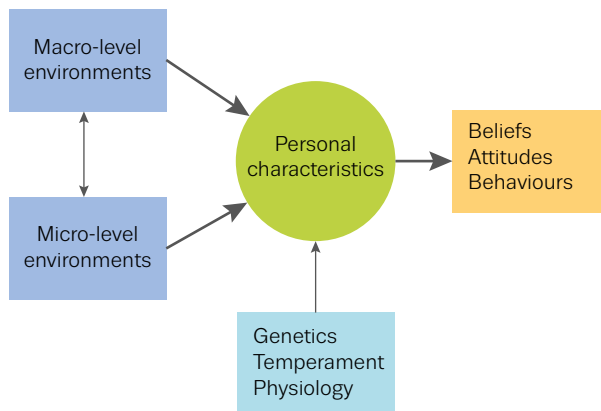 Macro-level
environments
Micro-level
environments
Personal
characteristics
Beliefs
Attitudes
Behaviours
Genetics
Temperament
Physiology